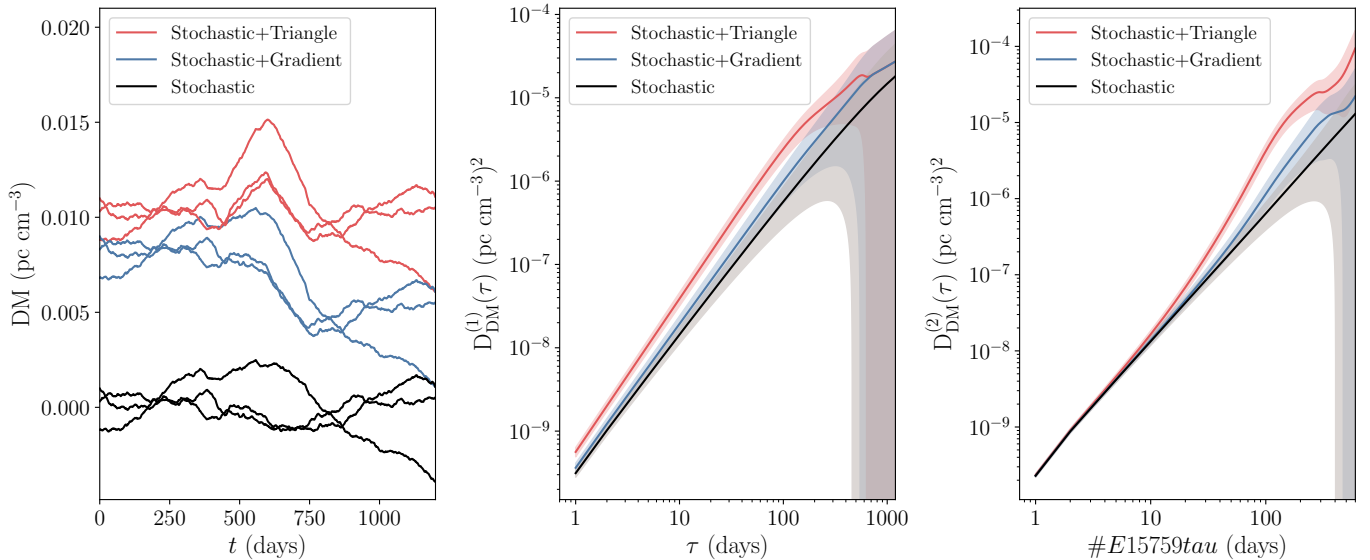 0.020
0.015
0.010
0.005
0.000
DM (pc cm⁻³)
Stochastic+Triangle
Stochastic+Gradient
Stochastic
0 250 500 750 1000
t (days)
10⁻⁴
10⁻⁵
10⁻⁶
10⁻⁷
10⁻⁸
10⁻⁹
D_DM^(1)(τ) (pc cm⁻³)²
Stochastic+Triangle
Stochastic+Gradient
Stochastic
1 10 100 1000
τ (days)
10⁻⁴
10⁻⁵
10⁻⁶
10⁻⁷
10⁻⁸
10⁻⁹
D_DM^(2)(τ) (pc cm⁻³)²
Stochastic+Triangle
Stochastic+Gradient
Stochastic
1 10 100
#E15759tau (days)